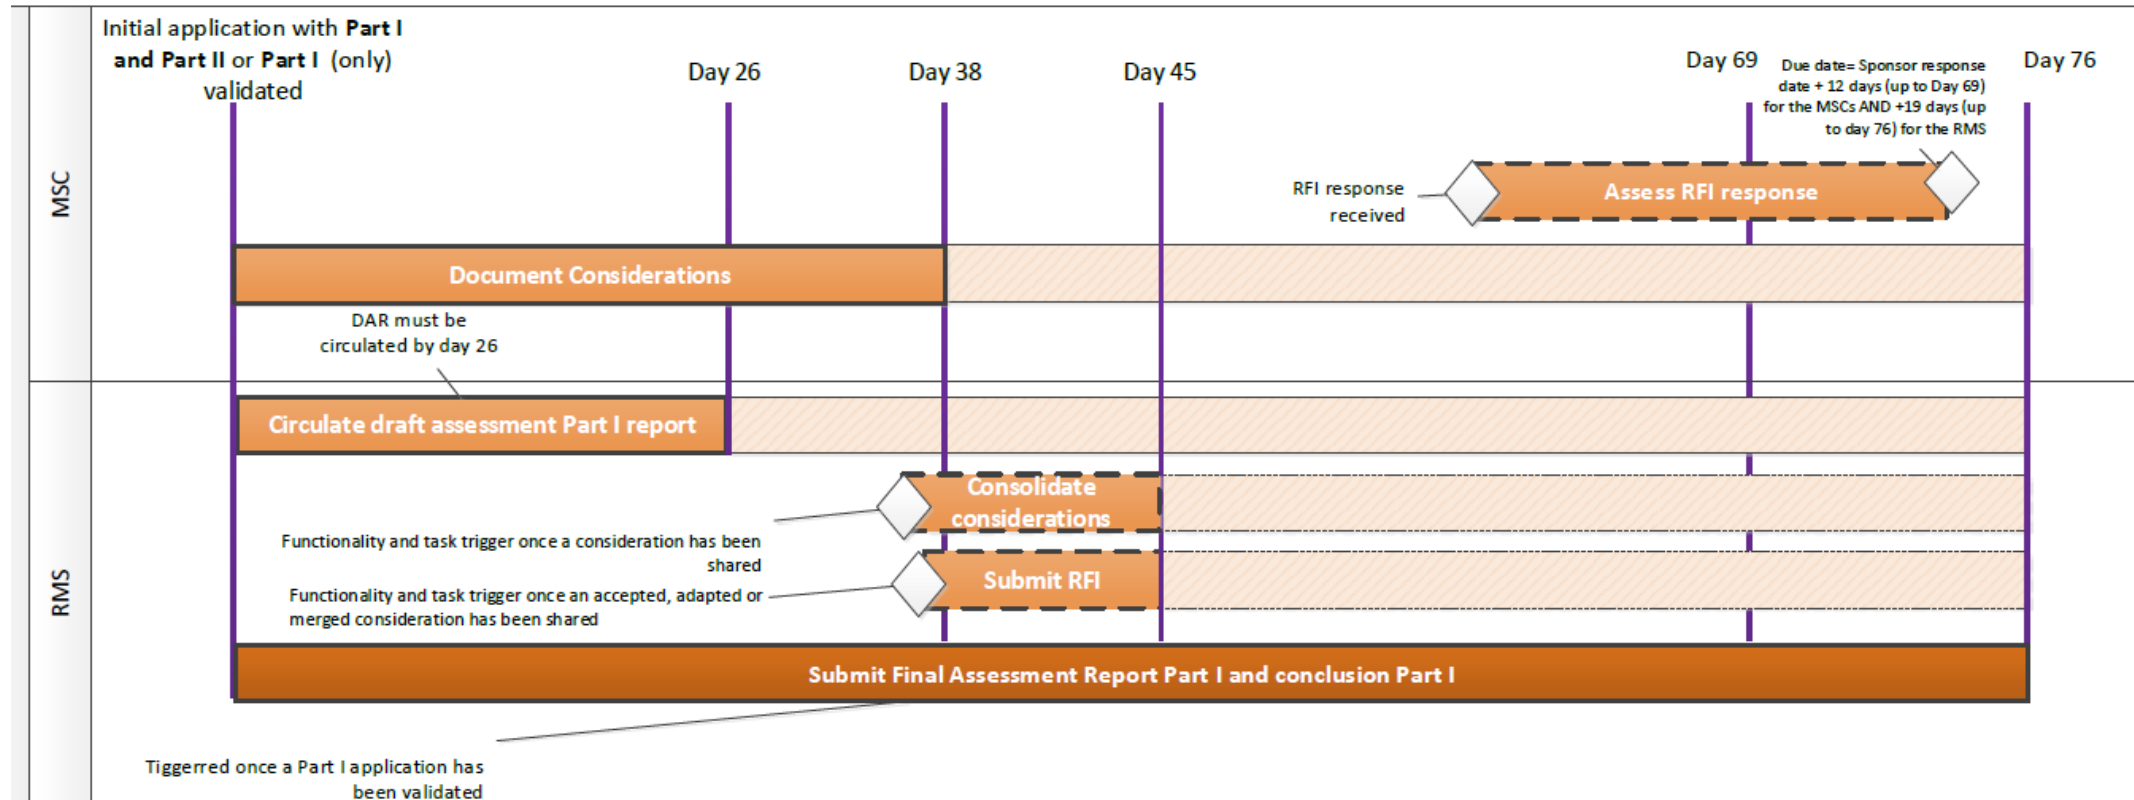 Initial application with Part I
and Part II or Part I (only)
validated
Day 26
Day 38
Day 45
Day 69
Day 76
Due date= Sponsor response
date + 12 days (up to Day 69)
for the MSCs AND +19 days (up
to day 76) for the RMS
MSC
RFI response
received
Assess RFI response
Document Considerations
DAR must be
circulated by day 26
RMS
Circulate draft assessment Part I report
Consolidate
considerations
Functionality and task trigger once a consideration has been
shared
Submit RFI
Functionality and task trigger once an accepted, adapted or
merged consideration has been shared
Submit Final Assessment Report Part I and conclusion Part I
Tiggerred once a Part I application has
been validated